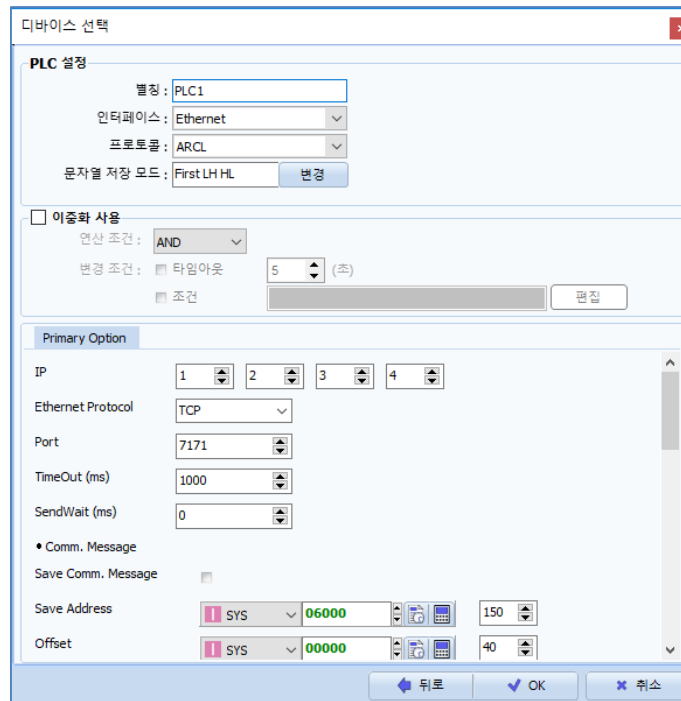 디바이스 선택
PLC 설정
별칭 : PLC1
인터페이스 : Ethernet
프로토콜 : ARCL
문자열 저장 모드 : First LH HL 변경
이중화 사용
연산 조건 : AND
변경 조건 : 타임아웃 5 (초)
조건 편집
Primary Option
IP 1 2 3 4
Ethernet Protocol TCP
Port 7171
TimeOut (ms) 1000
SendWait (ms) 0
• Comm. Message
Save Comm. Message
Save Address I SYS 06000 150
Offset I SYS 00000 40
뒤로 OK 취소